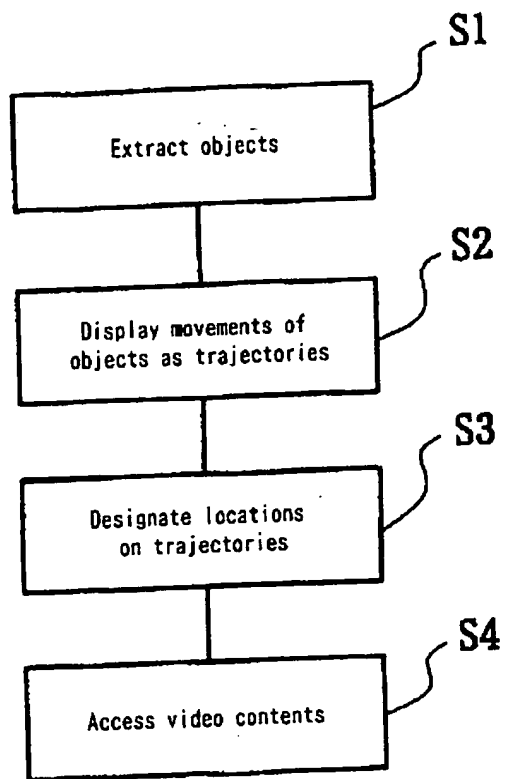 S1
Extract objects
S2
Display movements of
objects as trajectories
S3
Designate locations
on trajectories
S4
Access video contents